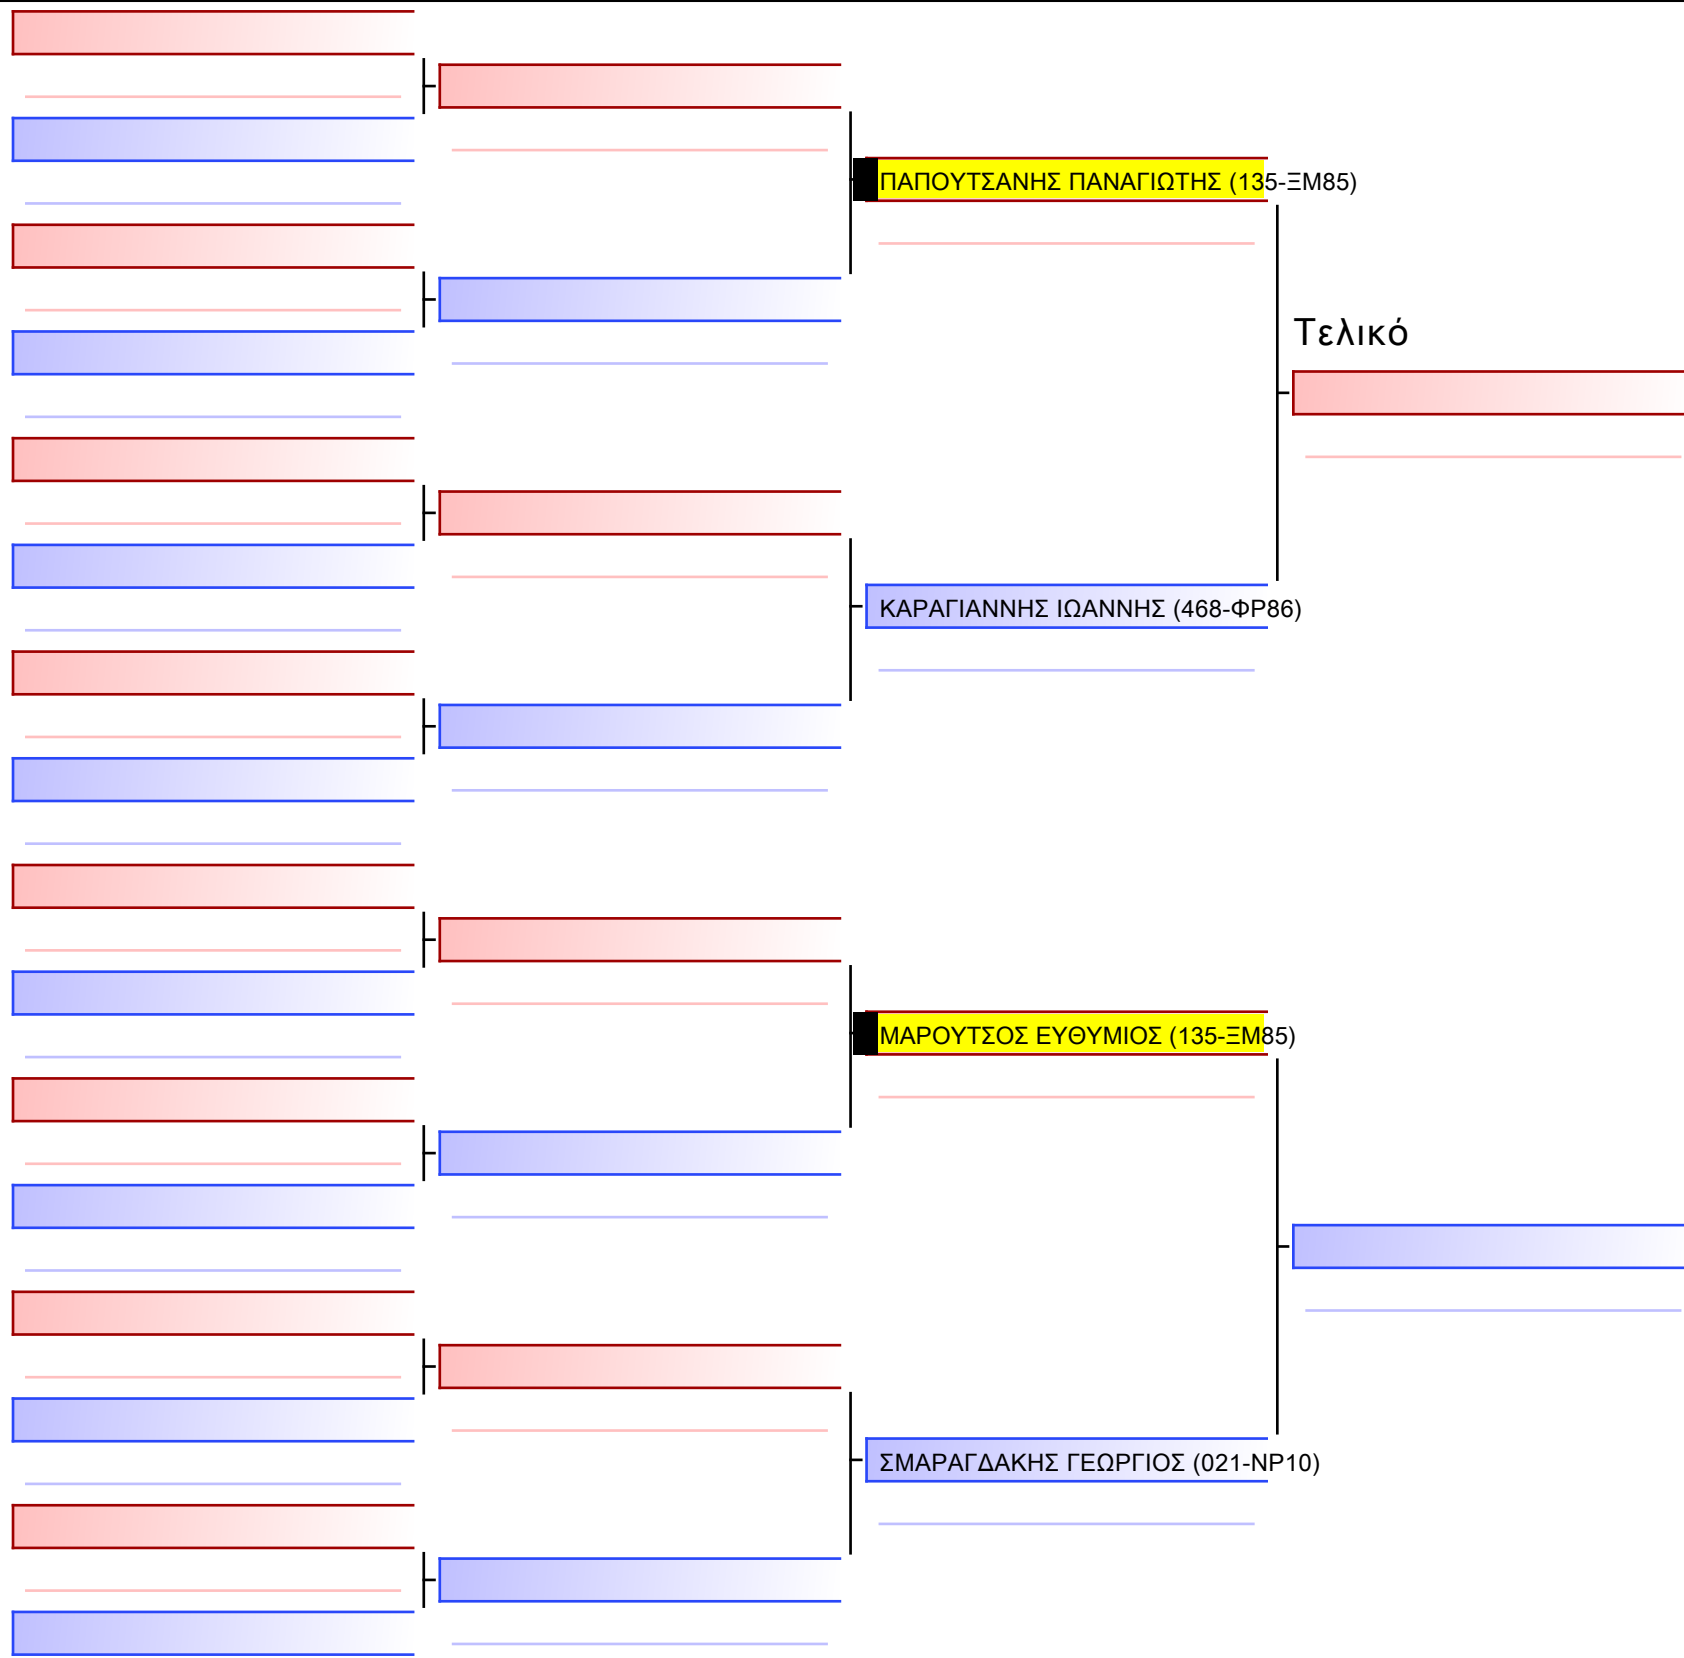 ΠΑΠΟΥΤΣΑΝΗΣ ΠΑΝΑΓΙΩΤΗΣ (135-ΞΜ85)
Τελικό
ΚΑΡΑΓΙΑΝΝΗΣ ΙΩΑΝΝΗΣ (468-ΦΡ86)
ΜΑΡΟΥΤΣΟΣ ΕΥΘΥΜΙΟΣ (135-ΞΜ85)
ΣΜΑΡΑΓΔΑΚΗΣ ΓΕΩΡΓΙΟΣ (021-ΝΡ10)